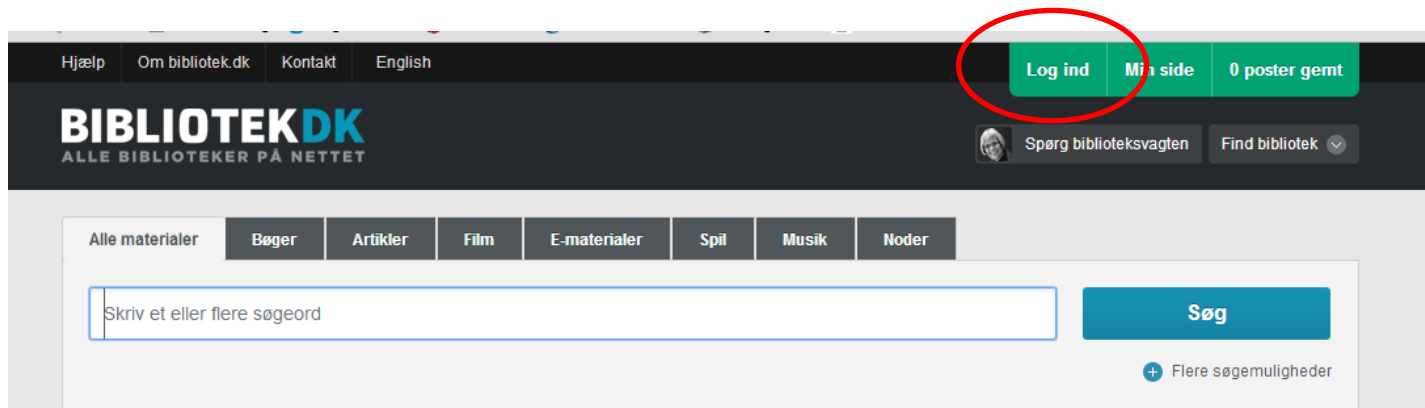 Hjælp Om bibliotek.dk Kontakt English
Log ind Min side 0 poster gemt
BIBLIOTEKDK
ALLE BIBLIOTEKER PÅ NETTET
Spørg biblioteksvagten Find bibliotek
Alle materialer Bøger Artikler Film E-materialer Spil Musik Noder
Skriv et eller flere søgeord
Søg
Flere søgemuligheder